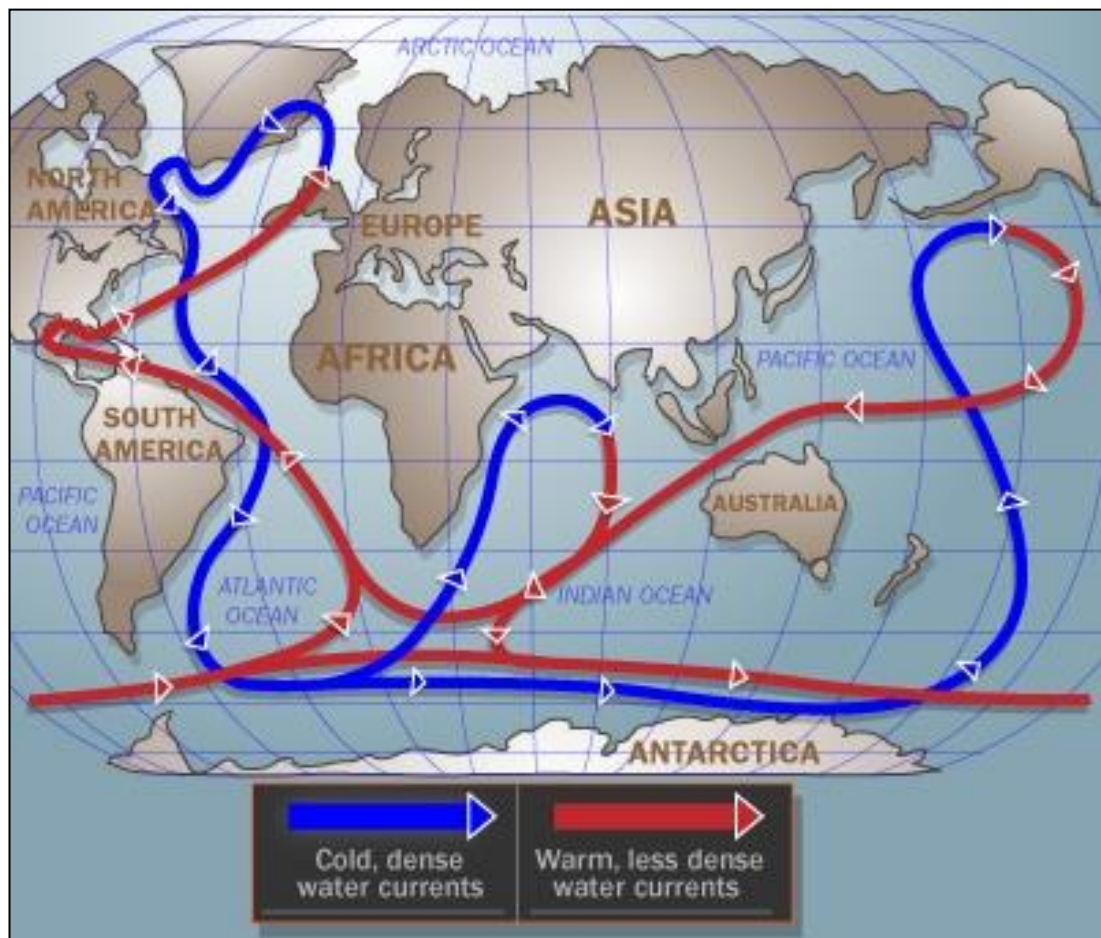 ARCTIC OCEAN
NORTH
AMERICA
EUROPE
ASIA
AFRICA
PACIFIC OCEAN
SOUTH
AMERICA
PACIFIC
OCEAN
AUSTRALIA
ATLANTIC
OCEAN
INDIAN OCEAN
ANTARCTICA
Cold, dense
water currents
Warm, less dense
water currents